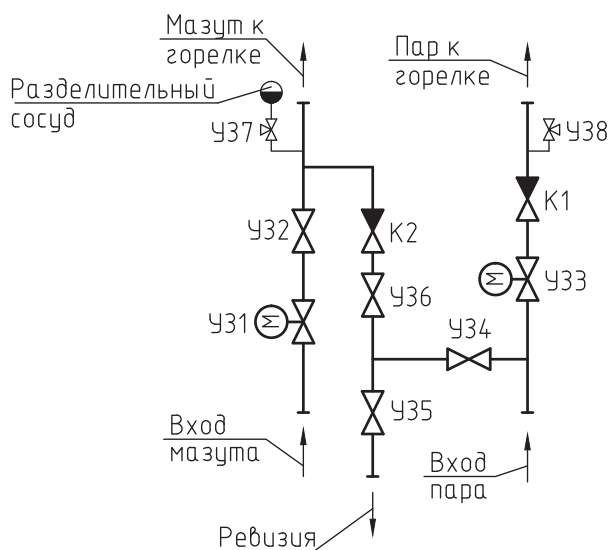 Мазут к
горелке
Пар к
горелке
Разделительный
сосуд
У37
У38
У32
К2
К1
М
У33
У36
М
У31
У34
У35
Вход
мазута
Вход
пара
Ревизия